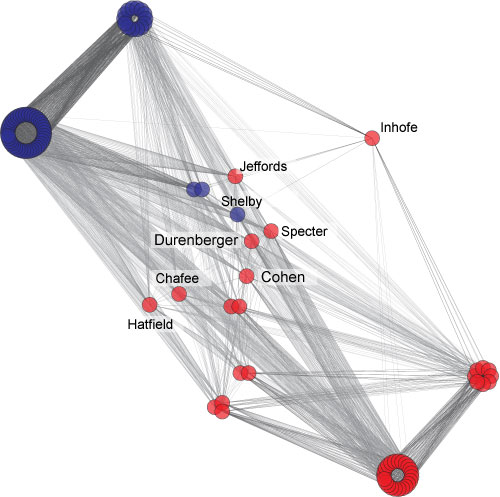 Inhofe
Jeffords
Shelby
Specter
Durenberger
Chafee
Cohen
Hatfield